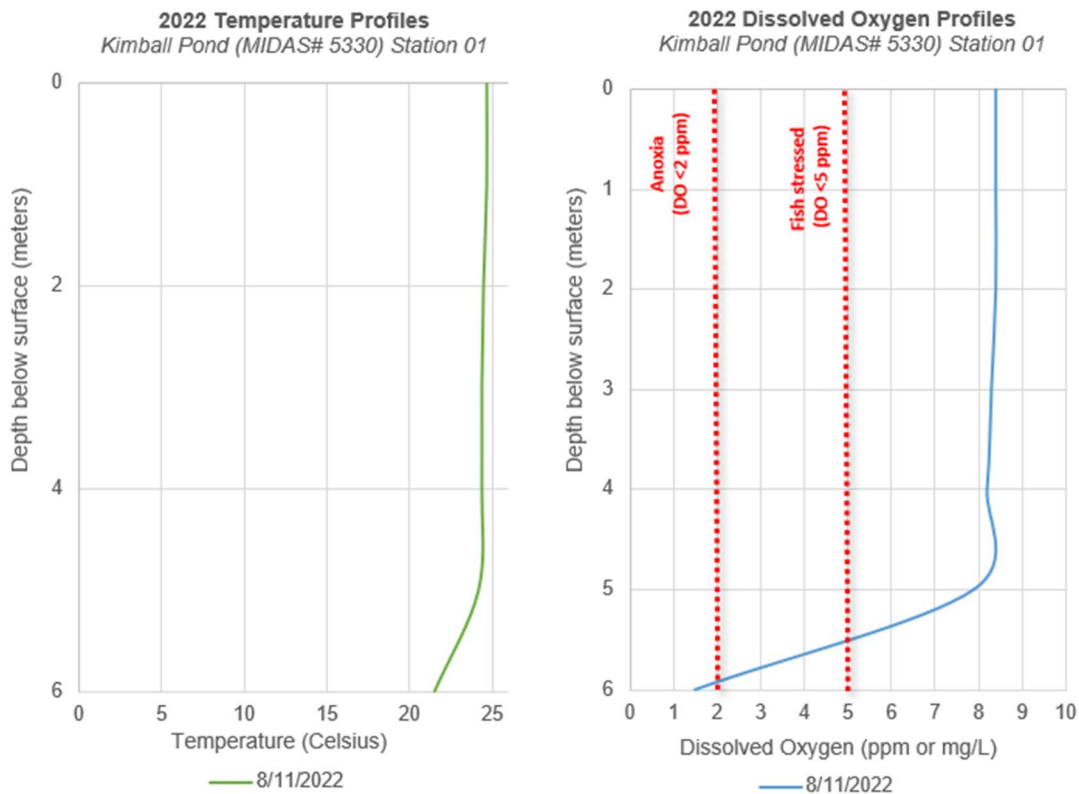 2022 Temperature Profiles
Kimball Pond (MIDAS# 5330) Station 01
0
2
4
6
Depth below surface (meters)
0 5 10 15 20 25
Temperature (Celsius)
8/11/2022
2022 Dissolved Oxygen Profiles
Kimball Pond (MIDAS# 5330) Station 01
0
1
2
3
4
5
6
Depth below surface (meters)
Anoxia
(DO <2 ppm)
Fish stressed
(DO <5 ppm)
0 1 2 3 4 5 6 7 8 9 10
Dissolved Oxygen (ppm or mg/L)
8/11/2022